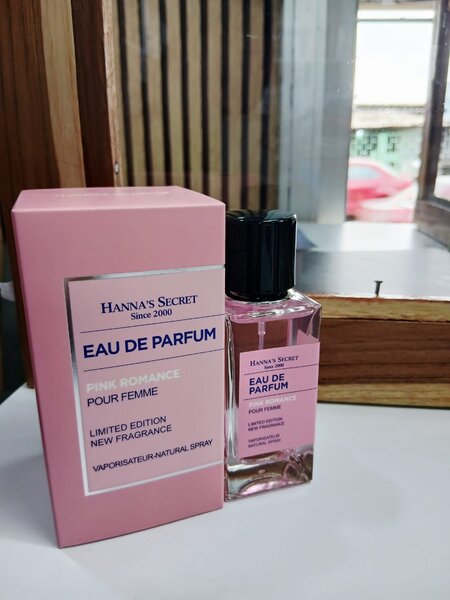 HANNA'S SECRET
Since 2000
EAU DE PARFUM
PINK ROMANCE
POUR FEMME
LIMITED EDITION
NEW FRAGRANCE
VAPORISATEUR-NATURAL SPRAY
HANNA'S SECRET
Since 2000
EAU DE
PARFUM
PINK ROMANCE
POUR FEMME
LIMITED EDITION
NEW FRAGRANCE
VAPORISATEUR
NATURAL SPRAY